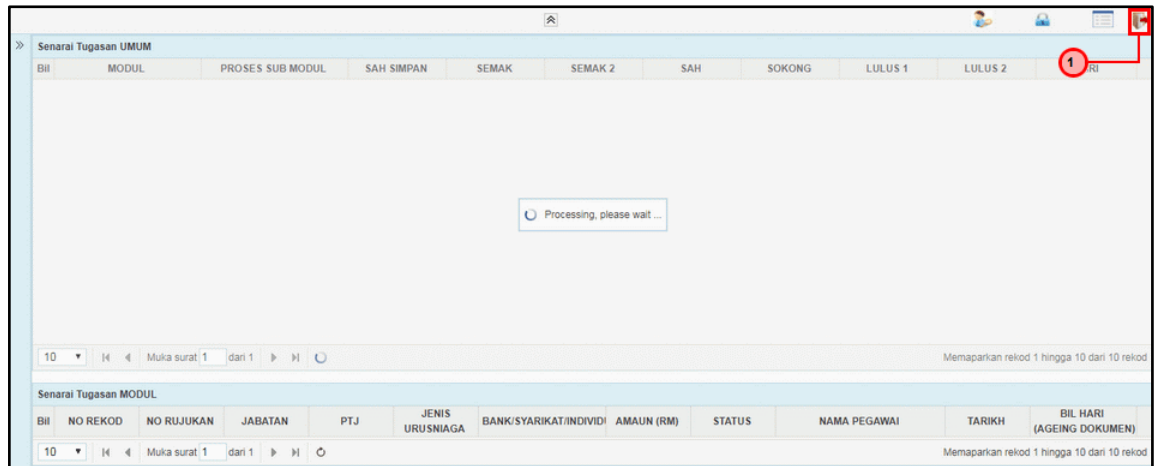 Senarai Tugasan UMUM
Bil MODUL PROSES SUB MODUL SAH SIMPAN SEMAK SEMAK 2 SAH SOKONG LULUS 1 LULUS 2
1
Processing, please wait ...
10 Muka surat 1 dari 1 Memaparkan rekod 1 hingga 10 dari 10 rekod
Senarai Tugasan MODUL
Bil NO REKOD NO RUJUKAN JABATAN PTJ JENIS URUSNIAGA BANK/SYARIKAT/INDIVID AMAUN (RM) STATUS NAMA PEGAWAI TARIKH BIL HARI (AGEING DOKUMEN)
10 Muka surat 1 dari 1 Memaparkan rekod 1 hingga 10 dari 10 rekod